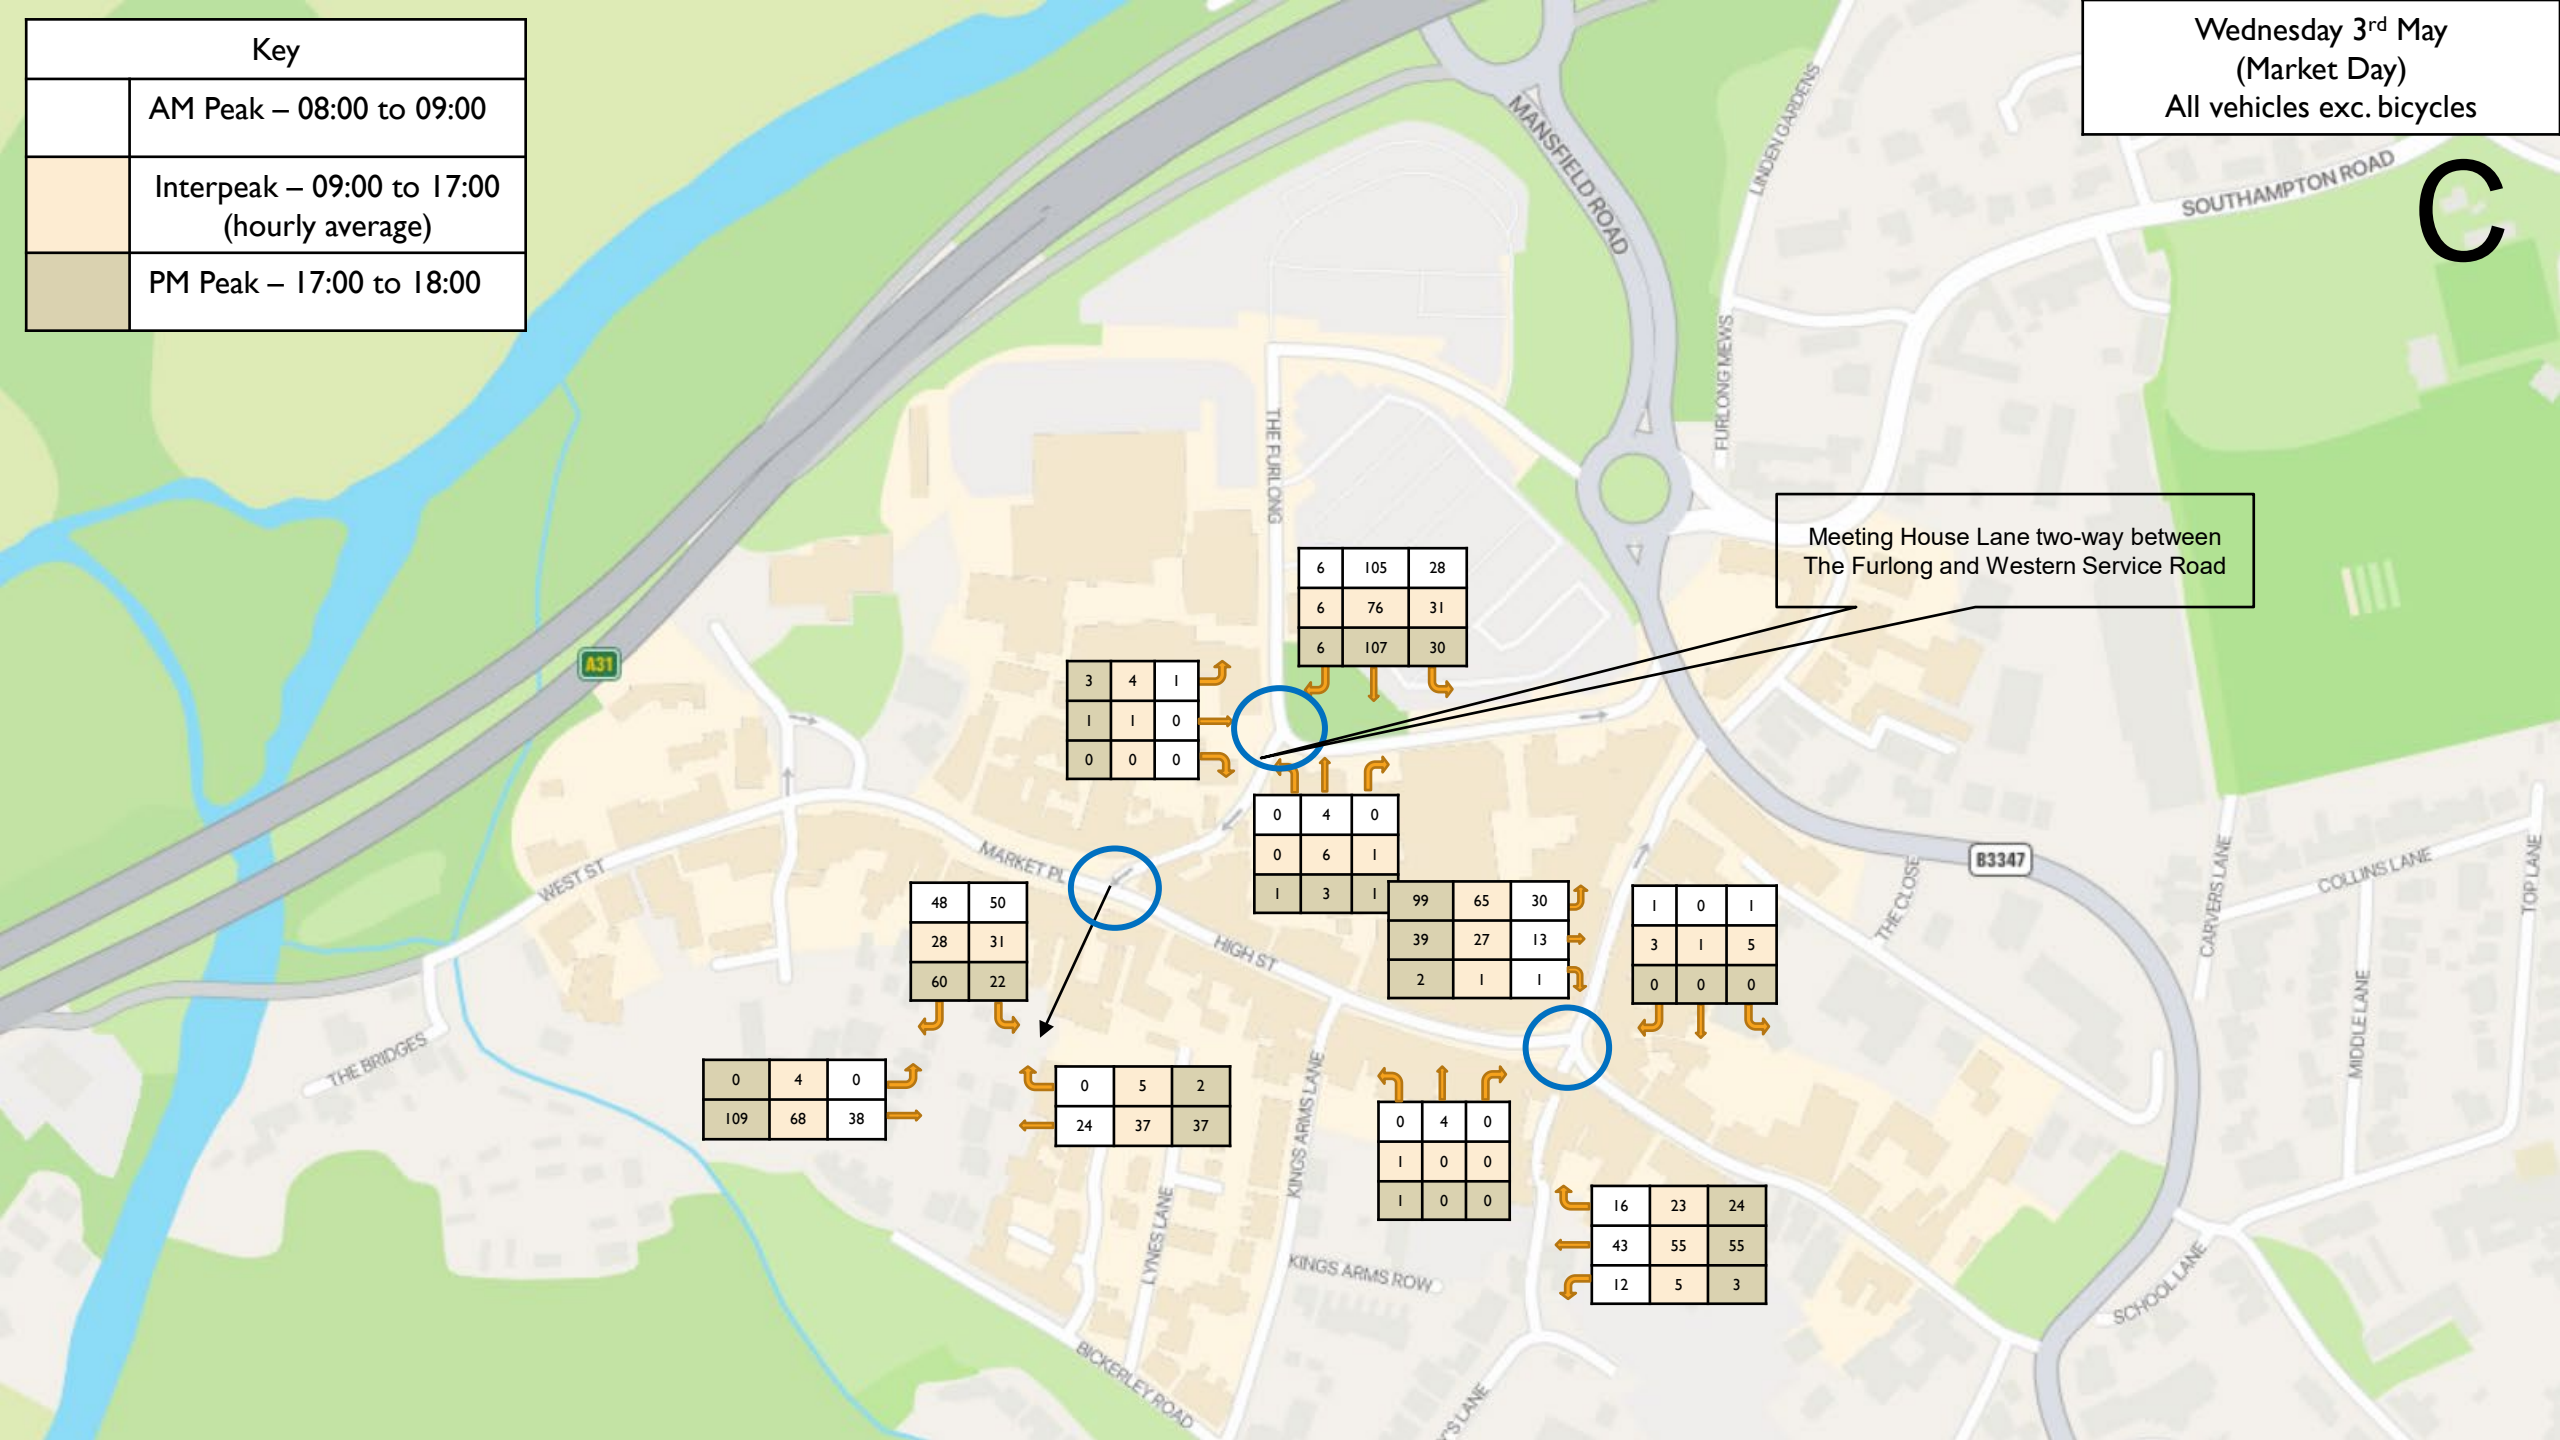 Key
AM Peak – 08:00 to 09:00
Interpeak – 09:00 to 17:00
(hourly average)
PM Peak – 17:00 to 18:00
Wednesday 3rd May
(Market Day)
All vehicles exc. bicycles
C
MANSFIELD ROAD
LINDEN GARDENS
SOUTHAMPTON ROAD
FURLONG MEWS
THE FURLONG
Meeting House Lane two-way between
The Furlong and Western Service Road
6 105 28
6 76 31
6 107 30
A31
3 4 1
1 1 0
0 0 0
0 4 0
0 6 1
1 3 1
MARKET PL
WEST ST
HIGH ST
B3347
THE CLOSE
CARVERS LANE
COLLINS LANE
TOP LANE
MIDDLE LANE
48 50
28 31
60 22
99 65 30
39 27 13
2 1 1
1 0 1
3 1 5
0 0 0
THE BRIDGES
0 4 0
109 68 38
0 5 2
24 37 37
KINGS ARMS LANE
0 4 0
1 0 0
1 0 0
16 23 24
43 55 55
12 5 3
LYNES LANE
KINGS ARMS ROW
SCHOOL LANE
BICKERLEY ROAD
'S LANE